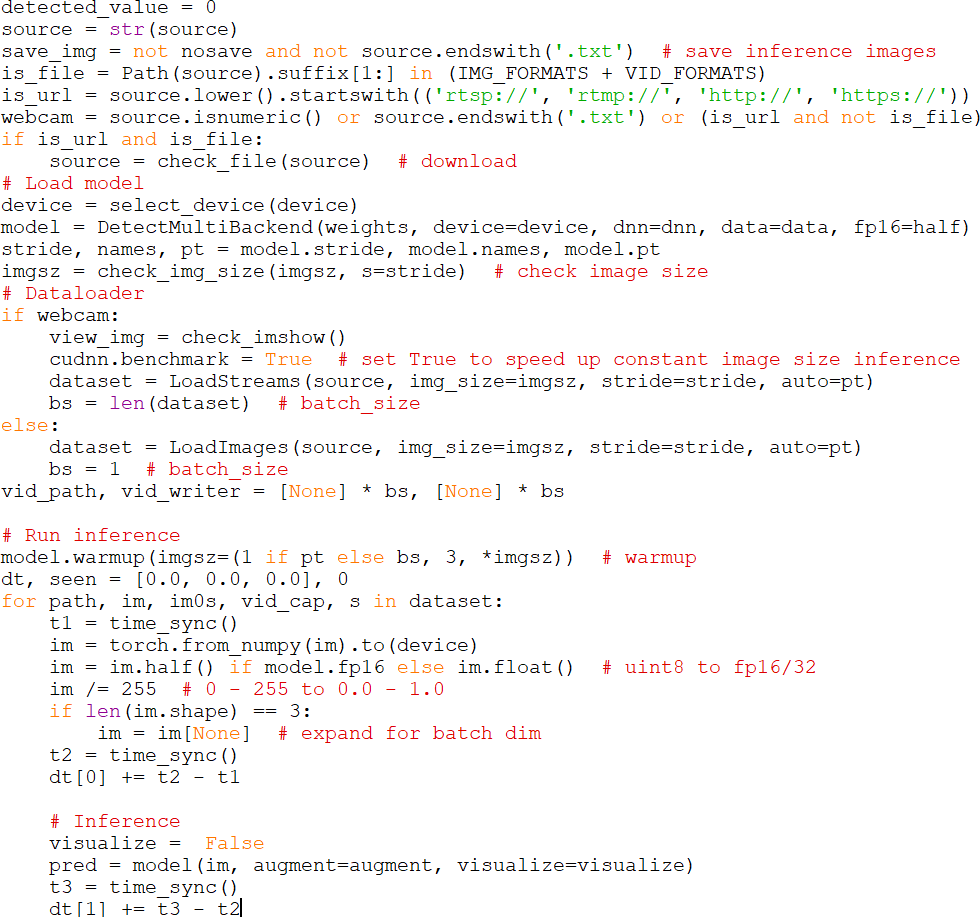 detected_value = 0
source = str(source)
save_img = not nosave and not source.endswith('.txt')  # save inference images
is_file = Path(source).suffix[1:] in (IMG_FORMATS + VID_FORMATS)
is_url = source.lower().startswith(('rtsp://', 'rtmp://', 'http://', 'https://'))
webcam = source.isnumeric() or source.endswith('.txt') or (is_url and not is_file)
if is_url and is_file:
    source = check_file(source)  # download
# Load model
device = select_device(device)
model = DetectMultiBackend(weights, device=device, dnn=dnn, data=data, fp16=half)
stride, names, pt = model.stride, model.names, model.pt
imgsz = check_img_size(imgsz, s=stride)  # check image size
# Dataloader
if webcam:
    view_img = check_imshow()
    cudnn.benchmark = True  # set True to speed up constant image size inference
    dataset = LoadStreams(source, img_size=imgsz, stride=stride, auto=pt)
    bs = len(dataset)  # batch_size
else:
    dataset = LoadImages(source, img_size=imgsz, stride=stride, auto=pt)
    bs = 1  # batch_size
vid_path, vid_writer = [None] * bs, [None] * bs

# Run inference
model.warmup(imgsz=(1 if pt else bs, 3, *imgsz))  # warmup
dt, seen = [0.0, 0.0, 0.0], 0
for path, im, im0s, vid_cap, s in dataset:
    t1 = time_sync()
    im = torch.from_numpy(im).to(device)
    im = im.half() if model.fp16 else im.float()  # uint8 to fp16/32
    im /= 255  # 0 - 255 to 0.0 - 1.0
    if len(im.shape) == 3:
        im = im[None]  # expand for batch dim
    t2 = time_sync()
    dt[0] += t2 - t1

    # Inference
    visualize =  False
    pred = model(im, augment=augment, visualize=visualize)
    t3 = time_sync()
    dt[1] += t3 - t2